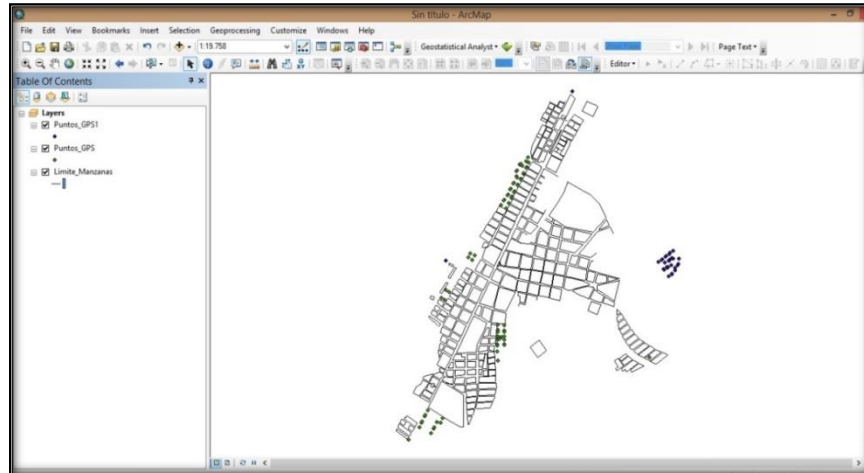 Sin título - ArcMap
File Edit View Bookmarks Insert Selection Geoprocessing Customize Windows Help
1:19.758 Geostatistical Analyst Page Text
Editor
Table Of Contents
Layers
Puntos_GPS1
Puntos_GPS
Limite_Manzanas